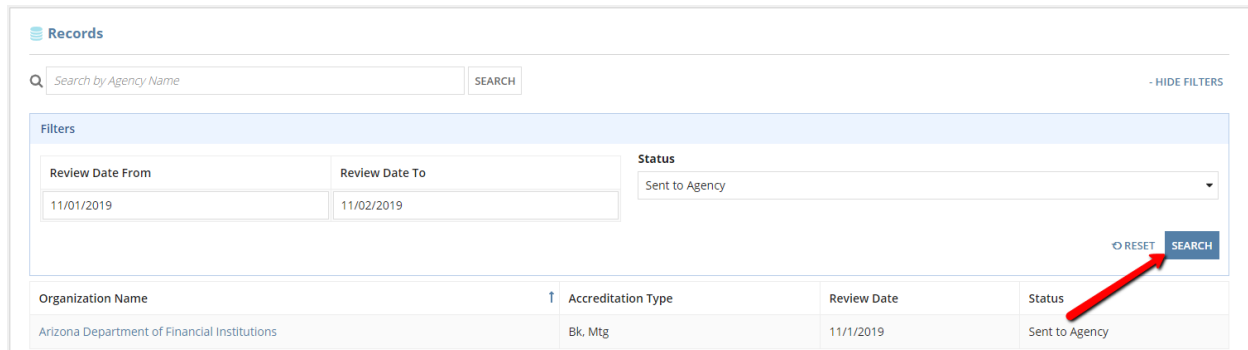 Records
Search by Agency Name SEARCH - HIDE FILTERS
Filters
Status
Review Date From Review Date To
Sent to Agency
11/01/2019 11/02/2019
RESET SEARCH
Organization Name Accreditation Type Review Date Status
Arizona Department of Financial Institutions Bk, Mtg 11/1/2019 Sent to Agency